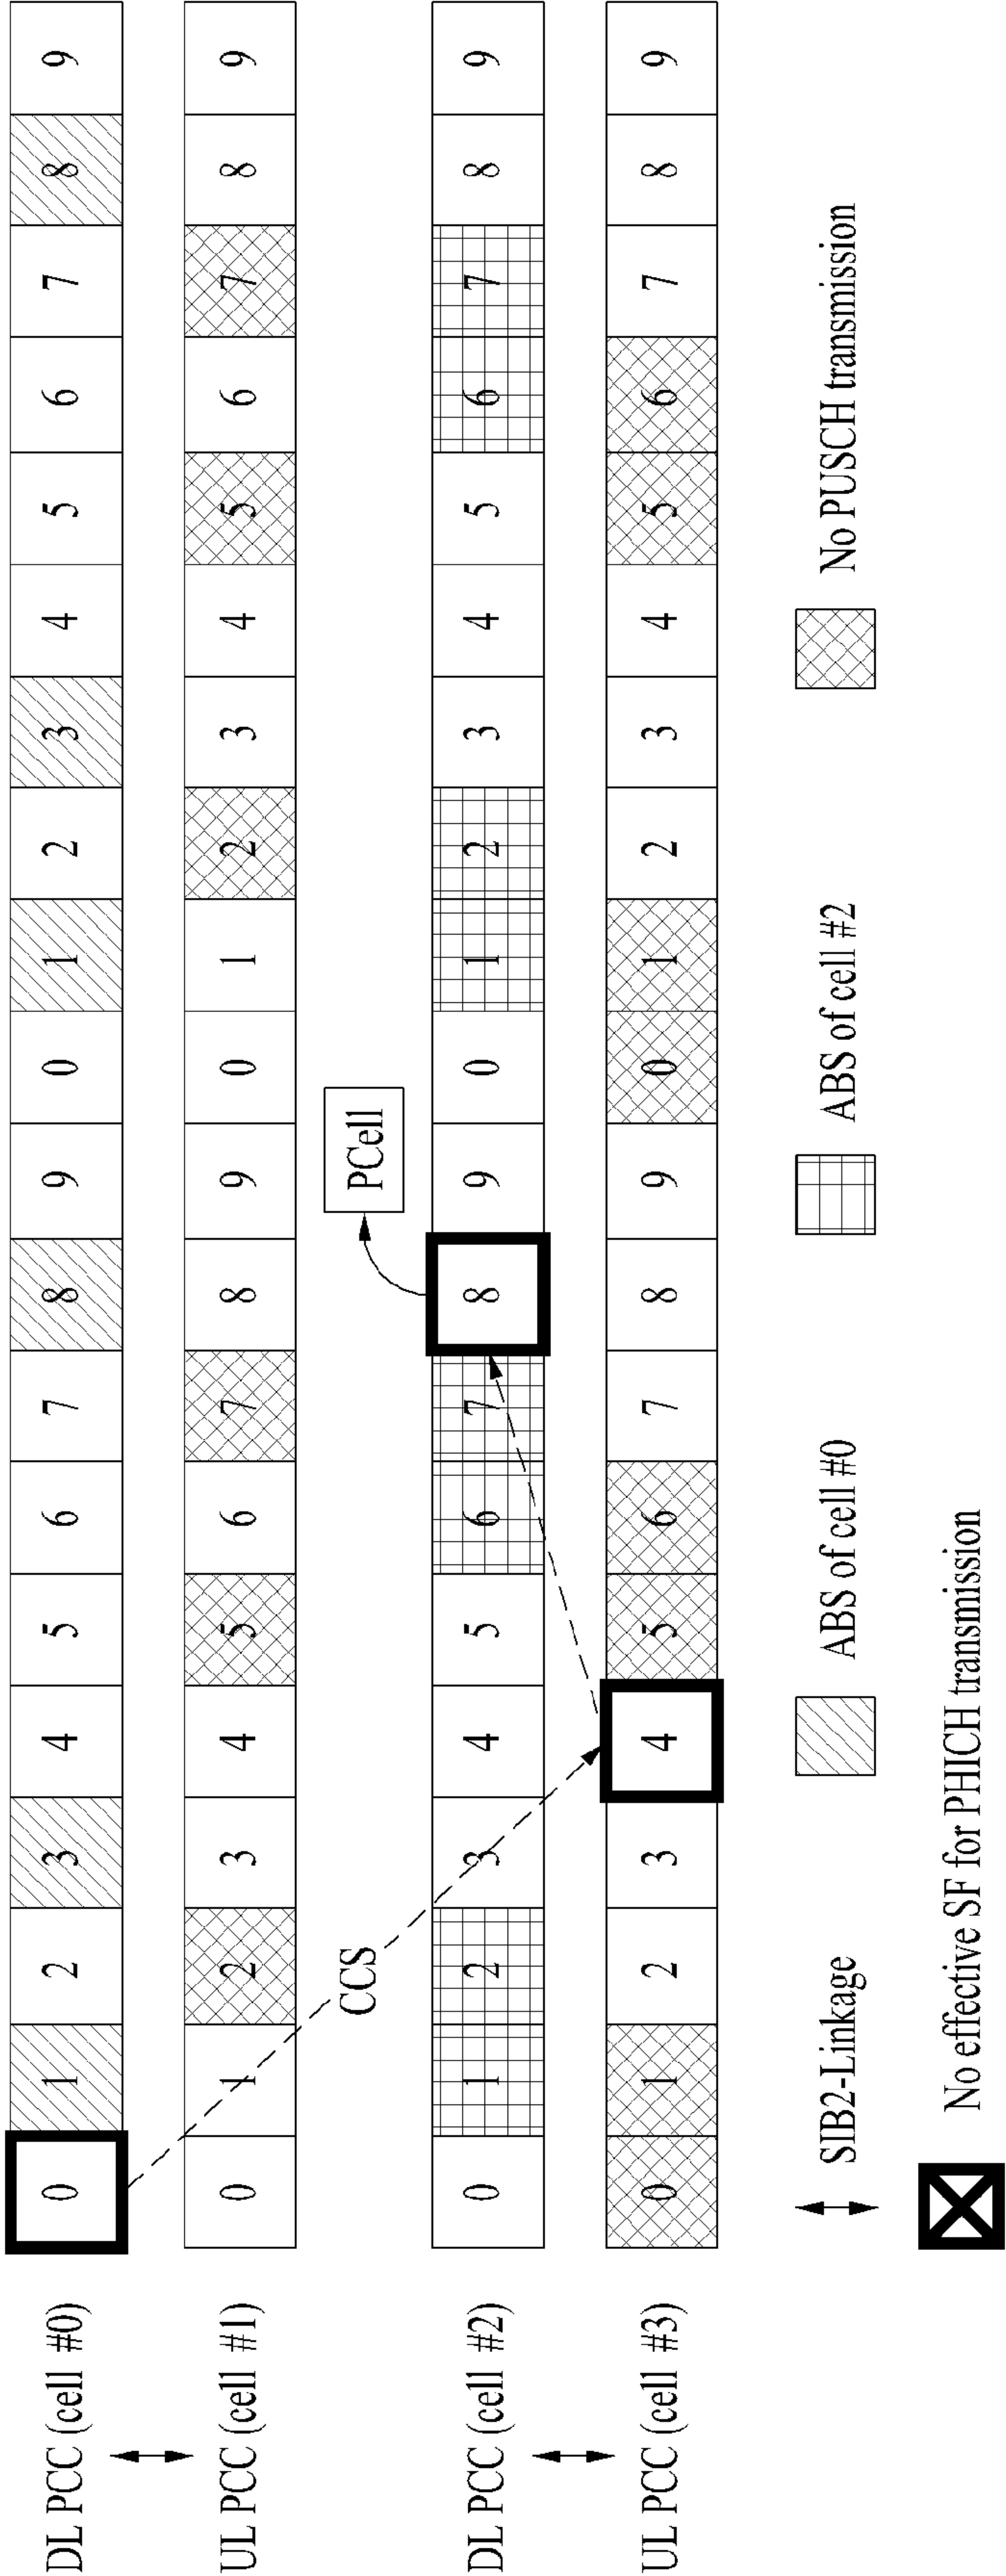 DL PCC (cell #0) 0 1 2 3 4 5 6 7 8 9 0 1 2 3 4 5 6 7 8 9
UL PCC (cell #1) 0 1 2 3 4 5 6 7 8 9 0 1 2 3 4 5 6 7 8 9
CCS
PCell
DL PCC (cell #2) 0 1 2 3 4 5 6 7 8 9 0 1 2 3 4 5 6 7 8 9
UL PCC (cell #3) 0 1 2 3 4 5 6 7 8 9 0 1 2 3 4 5 6 7 8 9
SIB2-Linkage ABS of cell #0 ABS of cell #2 No PUSCH transmission
No effective SF for PHICH transmission